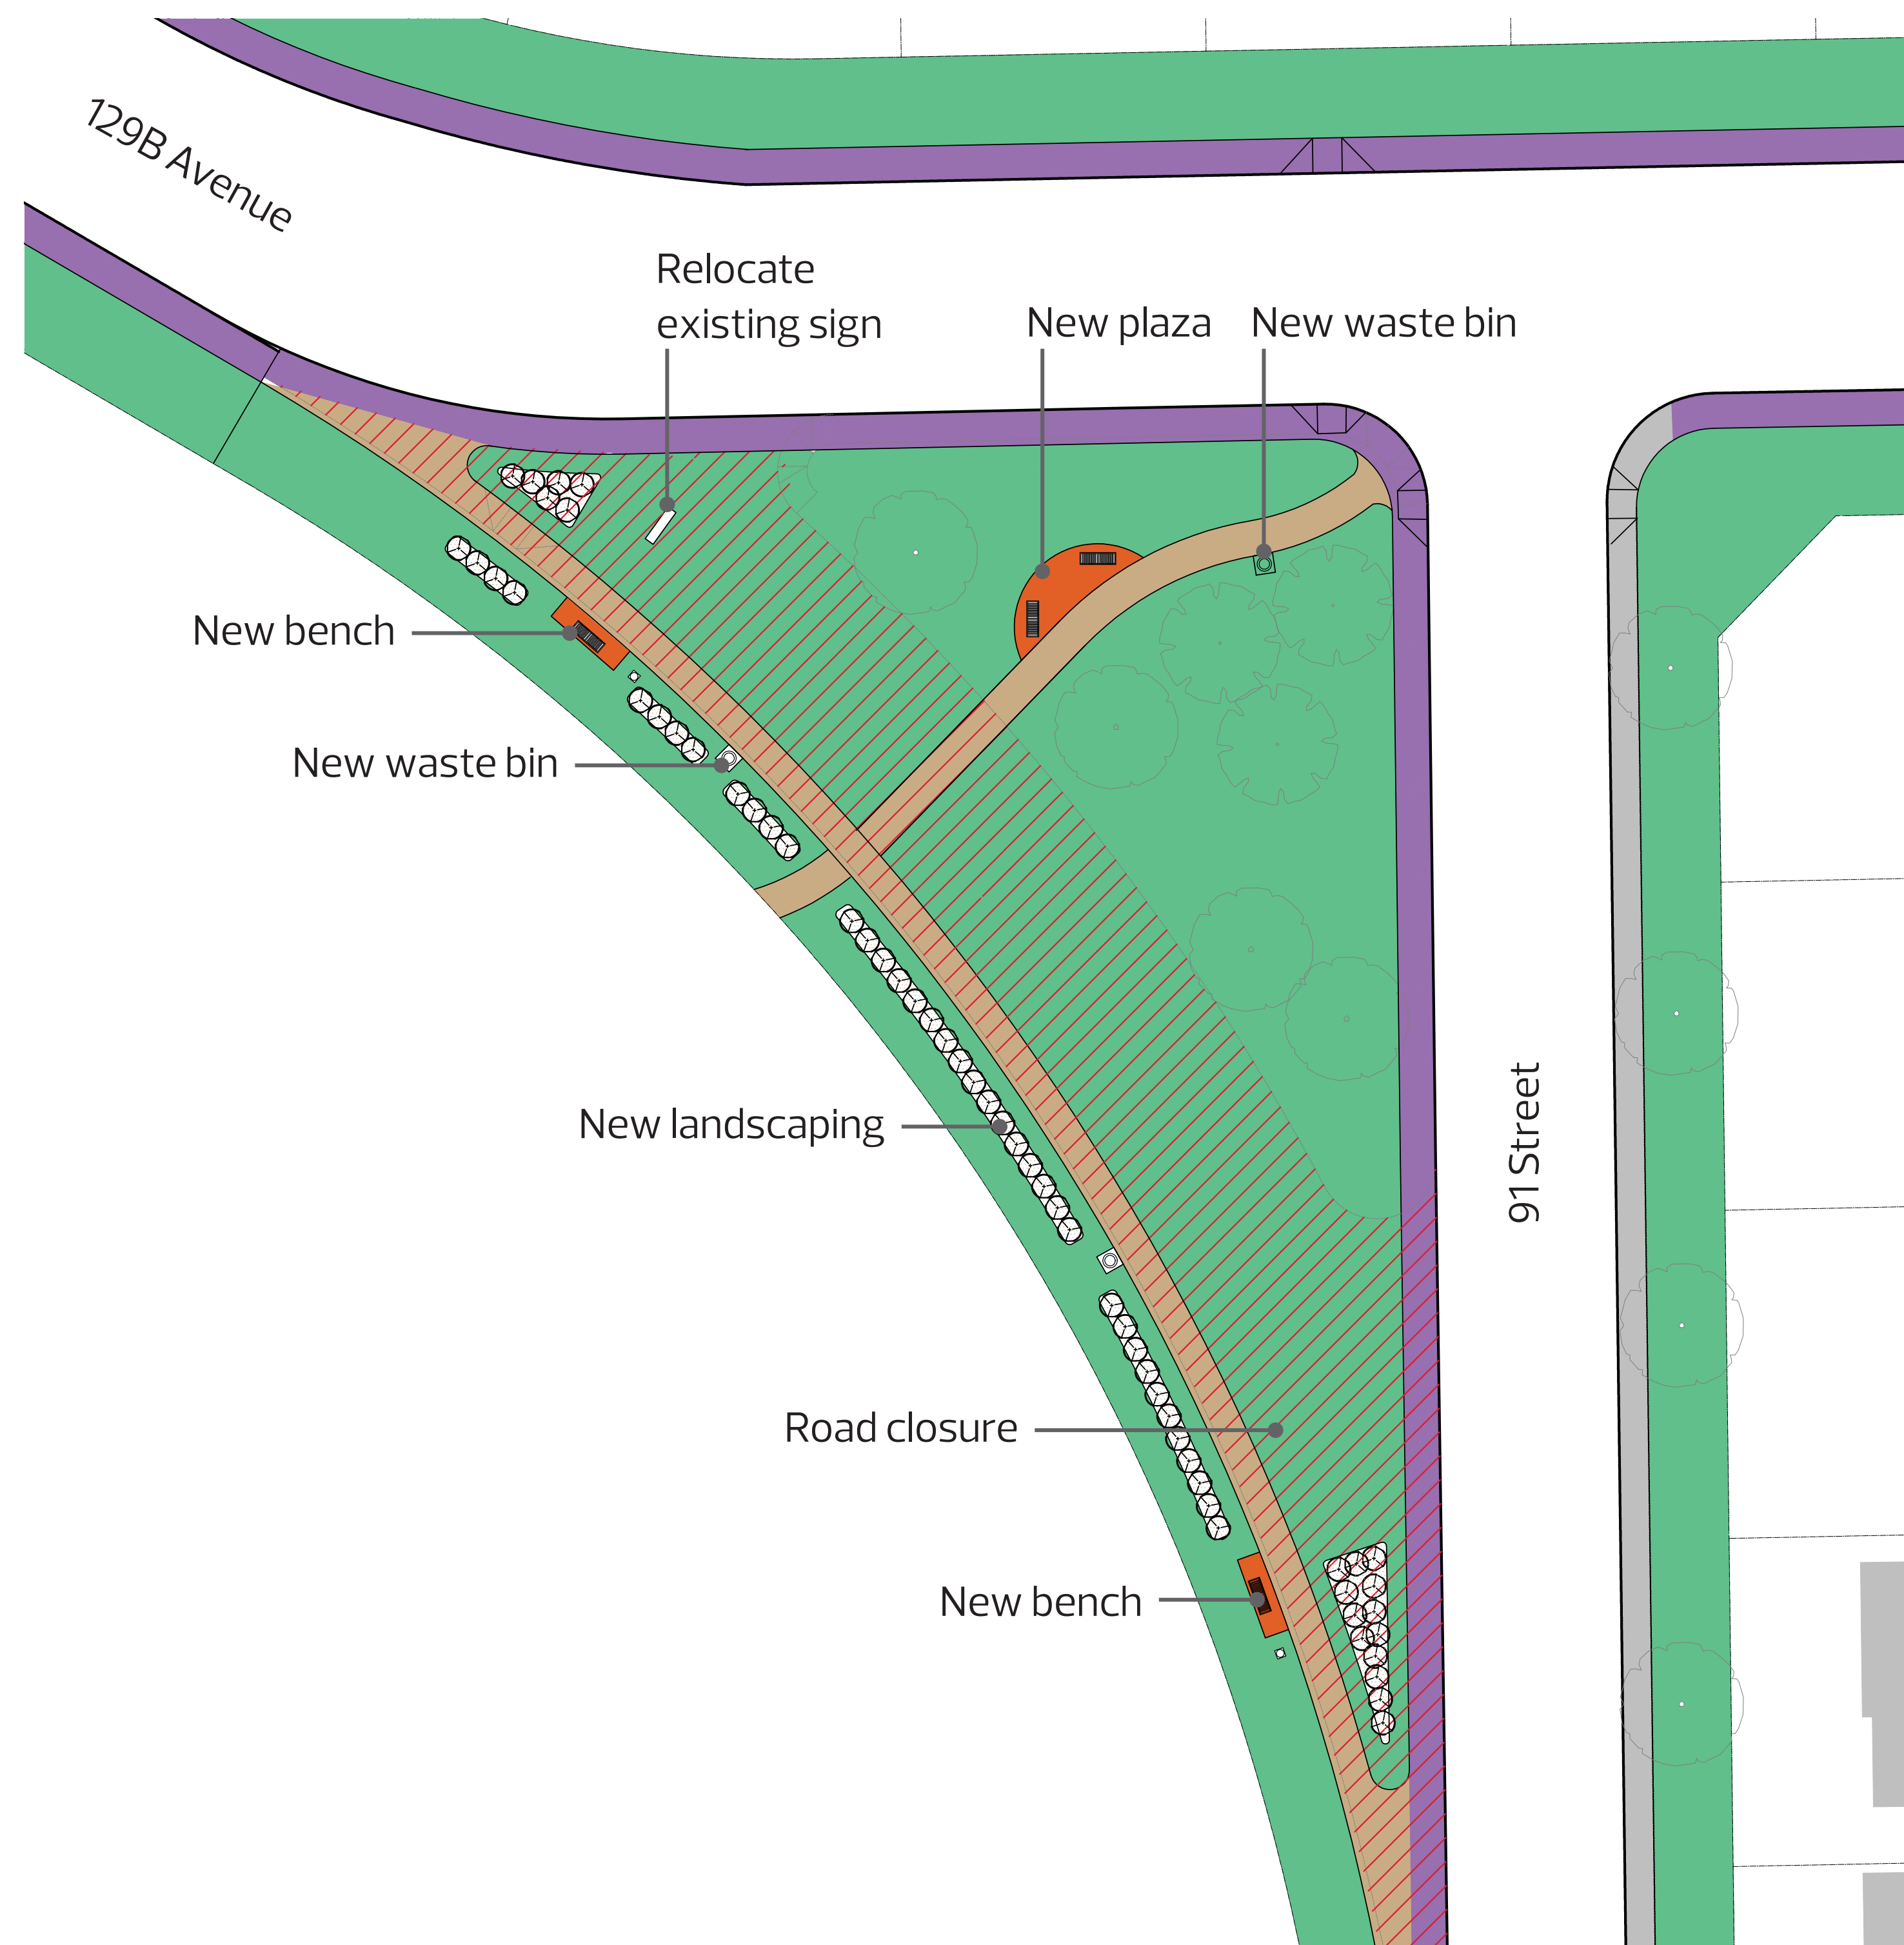 129B Avenue
Relocate
existing sign
New plaza
New waste bin
New bench
New waste bin
New landscaping
91 Street
Road closure
New bench